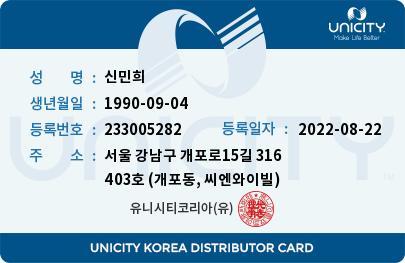 UNICITY
Make Life Better
성 명 : 신민희
생년월일 : 1990-09-04
등록번호 : 233005282 등록일자 : 2022-08-22
주 소 : 서울 강남구 개포로15길 316
403호 (개포동, 씨엔와이빌)
유니시티코리아(유)
UNICITY
UNICITY KOREA DISTRIBUTOR CARD